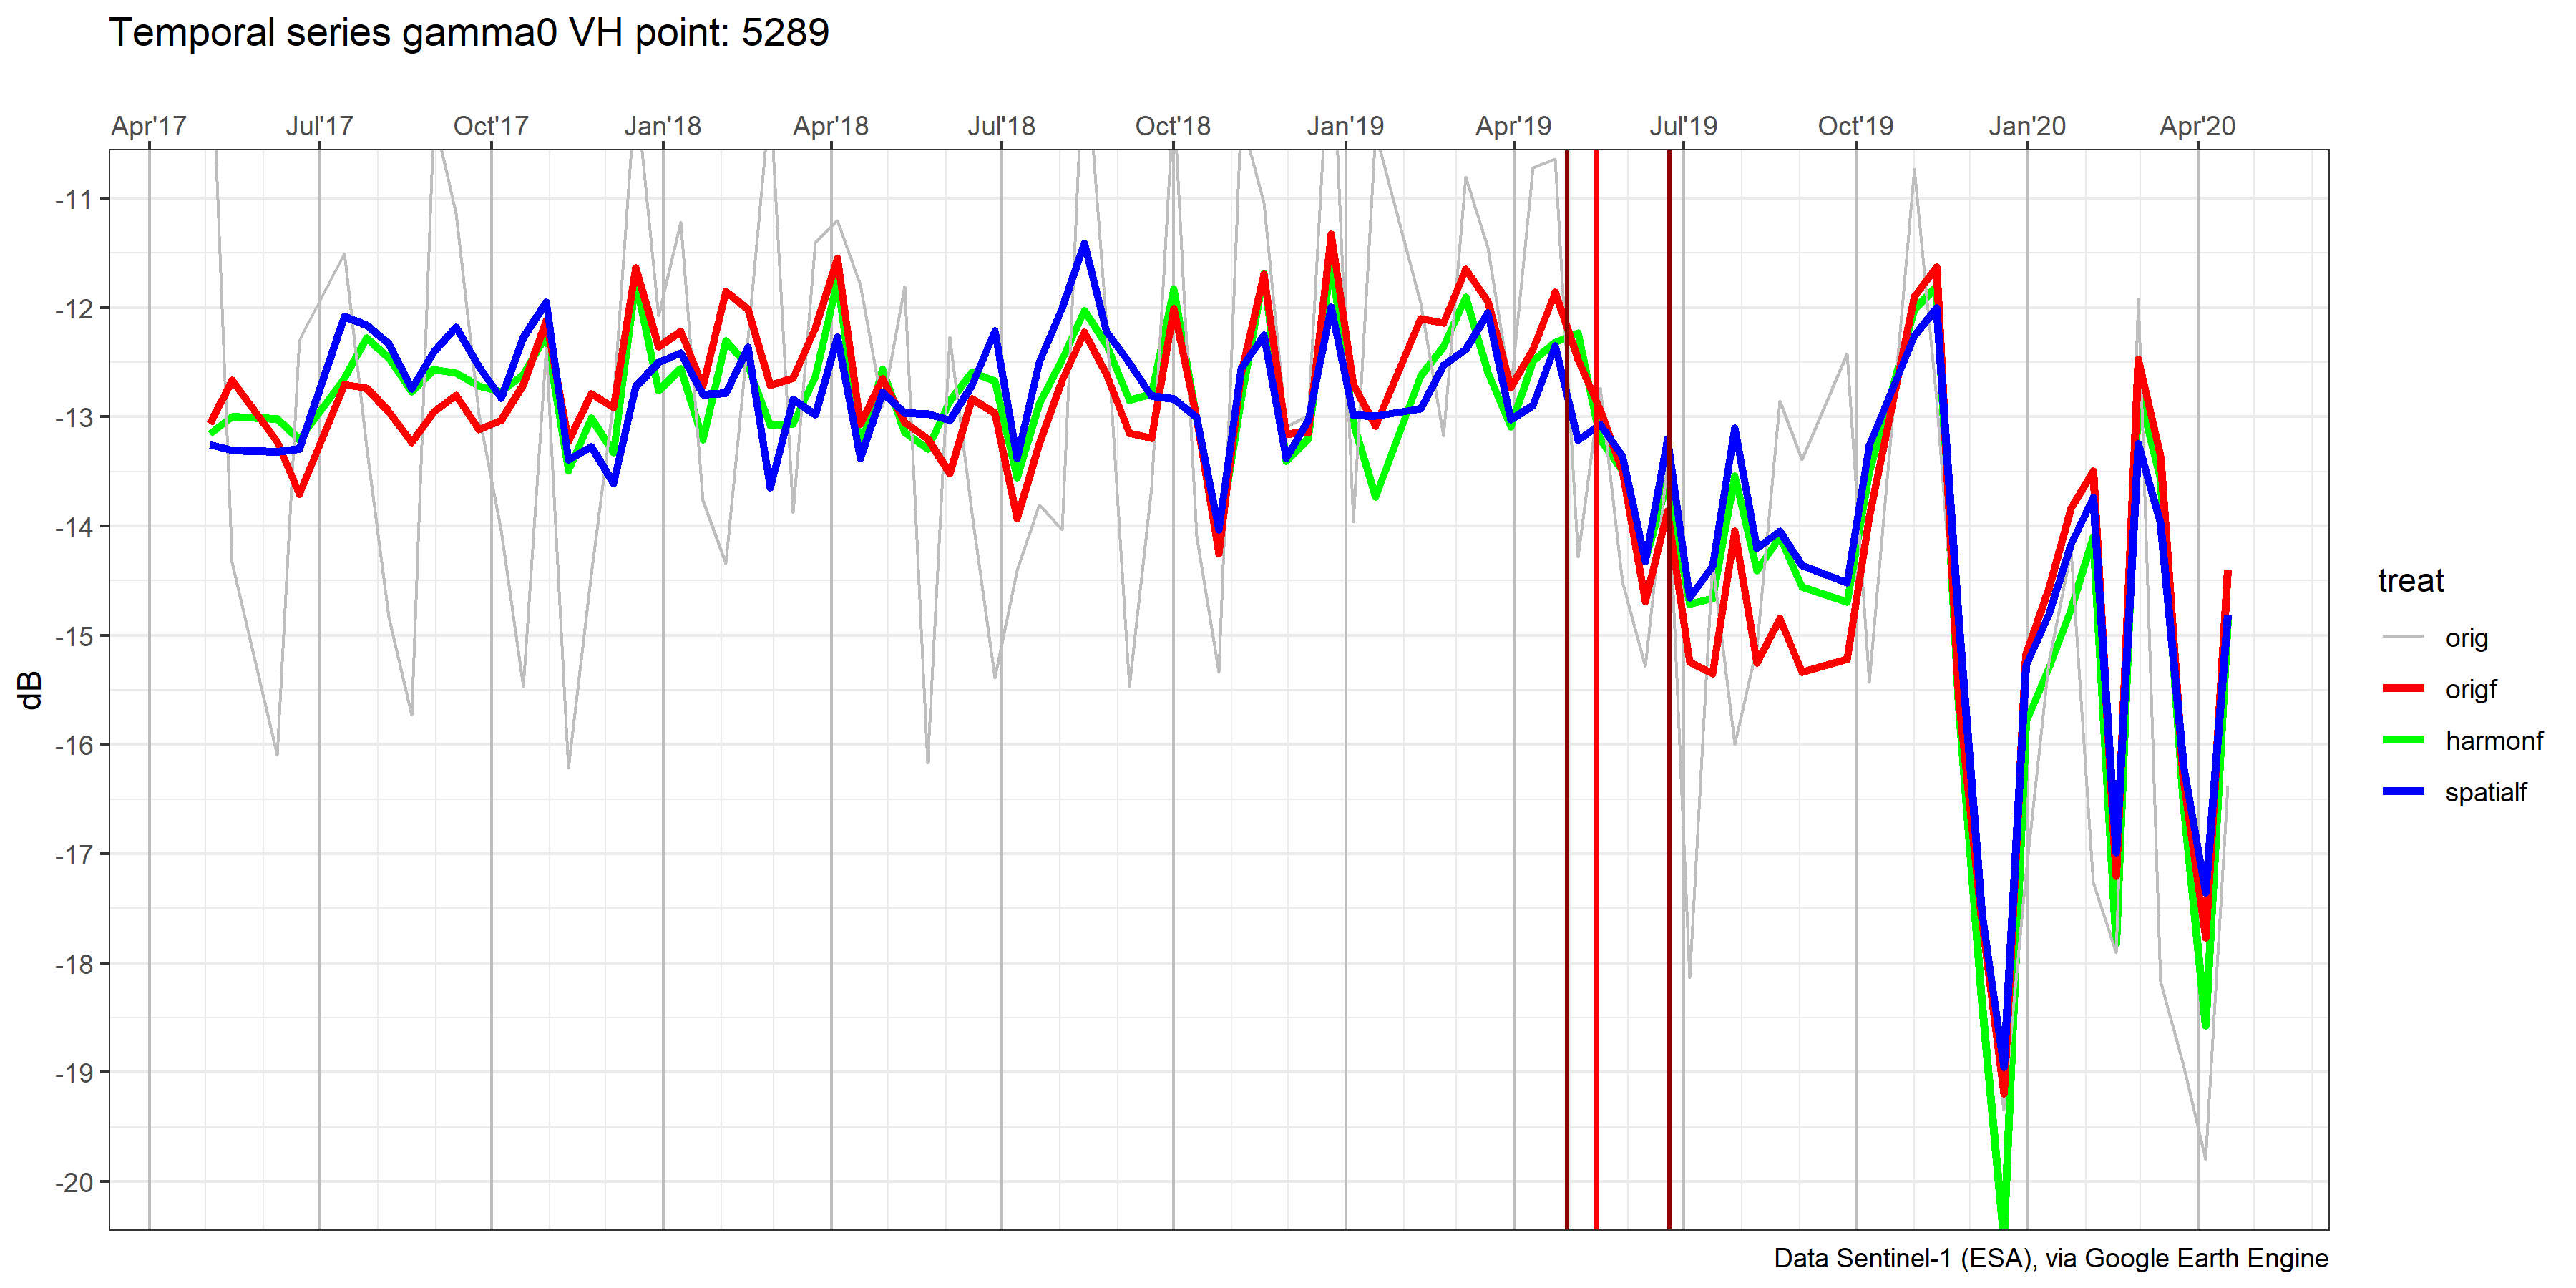 Temporal series gamma0 VH point: 5289
Apr'17 Jul'17 Oct'17 Jan'18 Apr'18 Jul'18 Oct'18 Jan'19 Apr'19 Jul'19 Oct'19 Jan'20 Apr'20
-11
-12
-13
-14
-15
-16
-17
-18
-19
-20
dB
treat
orig
origf
harmonf
spatialf
Data Sentinel-1 (ESA), via Google Earth Engine